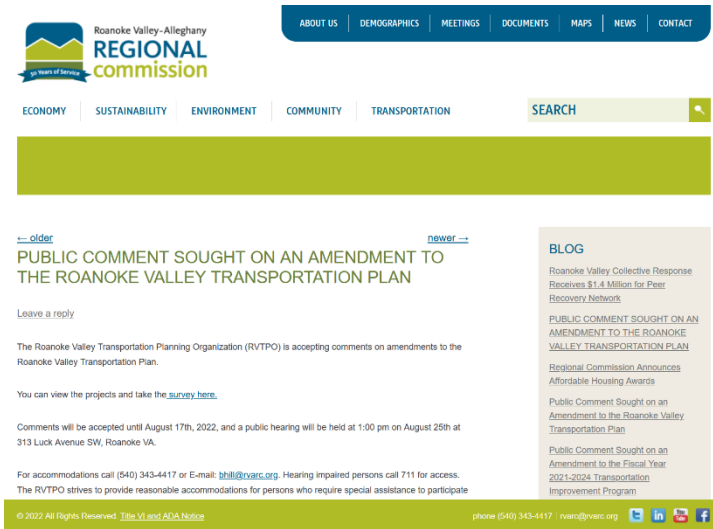 ABOUT US DEMOGRAPHICS MEETINGS DOCUMENTS MAPS NEWS CONTACT
Roanoke Valley-Alleghany
REGIONAL
commission
50 Years of Service
ECONOMY SUSTAINABILITY ENVIRONMENT COMMUNITY TRANSPORTATION
SEARCH
← older newer →
PUBLIC COMMENT SOUGHT ON AN AMENDMENT TO
THE ROANOKE VALLEY TRANSPORTATION PLAN
Leave a reply
The Roanoke Valley Transportation Planning Organization (RVTPO) is accepting comments on amendments to the
Roanoke Valley Transportation Plan.
You can view the projects and take the survey here.
Comments will be accepted until August 17th, 2022, and a public hearing will be held at 1:00 pm on August 25th at
313 Luck Avenue SW, Roanoke VA.
For accommodations call (540) 343-4417 or E-mail: bhill@rvarc.org. Hearing impaired persons call 711 for access.
The RVTPO strives to provide reasonable accommodations for persons who require special assistance to participate
BLOG
Roanoke Valley Collective Response
Receives $1.4 Million for Peer
Recovery Network
PUBLIC COMMENT SOUGHT ON AN
AMENDMENT TO THE ROANOKE
VALLEY TRANSPORTATION PLAN
Regional Commission Announces
Affordable Housing Awards
Public Comment Sought on an
Amendment to the Roanoke Valley
Transportation Plan
Public Comment Sought on an
Amendment to the Fiscal Year
2021-2024 Transportation
Improvement Program
© 2022 All Rights Reserved. Title VI and ADA Notice
phone (540) 343-4417 | rvarc@rvarc.org